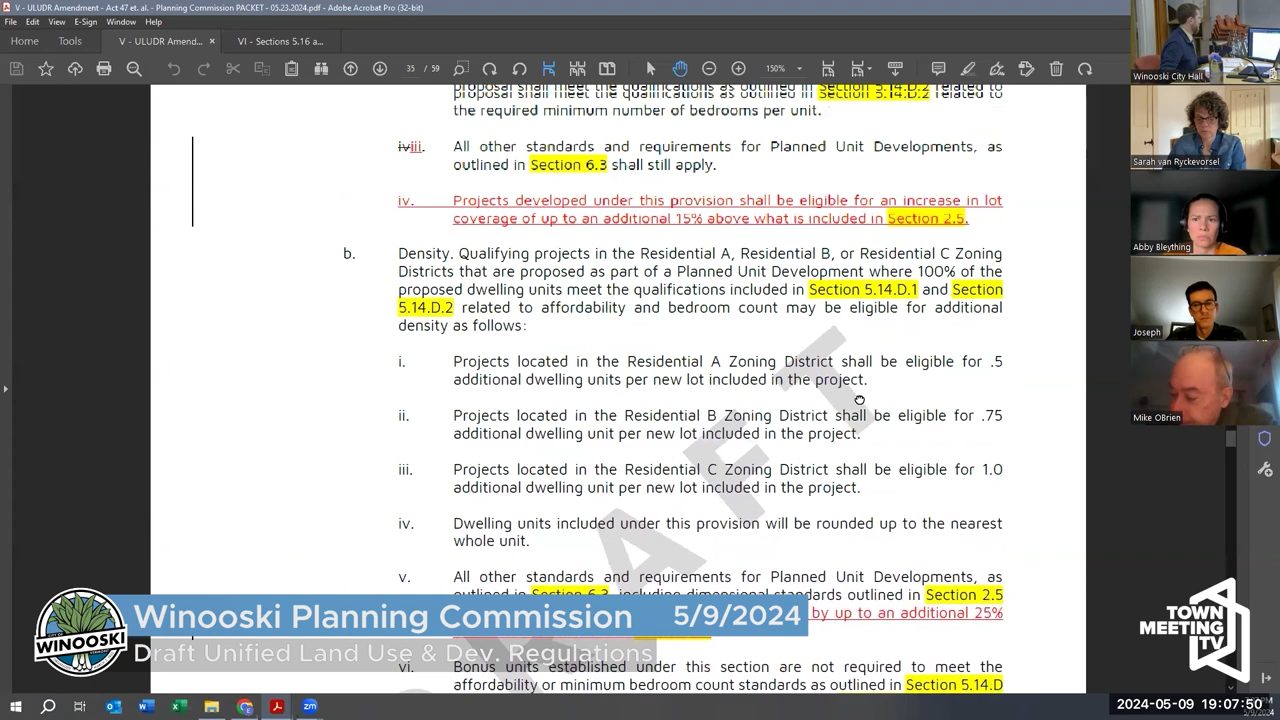 V - ULUDR Amendment - Act 47 et. al. - Planning Commission PACKET - 05.23.2024.pdf - Adobe Acrobat Pro (32-bit)
File Edit View E-Sign Window Help
Home Tools V - ULUDR Amend... × VI - Sections 5.16 a...
35 / 59 150%
proposal shall meet the qualifications as outlined in Section 5.14.D.2 related to
the required minimum number of bedrooms per unit.
iviii. All other standards and requirements for Planned Unit Developments, as
outlined in Section 6.3 shall still apply.
iv. Projects developed under this provision shall be eligible for an increase in lot
coverage of up to an additional 15% above what is included in Section 2.5.
b. Density. Qualifying projects in the Residential A, Residential B, or Residential C Zoning
Districts that are proposed as part of a Planned Unit Development where 100% of the
proposed dwelling units meet the qualifications included in Section 5.14.D.1 and Section
5.14.D.2 related to affordability and bedroom count may be eligible for additional
density as follows:
i. Projects located in the Residential A Zoning District shall be eligible for .5
additional dwelling units per new lot included in the project.
ii. Projects located in the Residential B Zoning District shall be eligible for .75
additional dwelling unit per new lot included in the project.
iii. Projects located in the Residential C Zoning District shall be eligible for 1.0
additional dwelling unit per new lot included in the project.
iv. Dwelling units included under this provision will be rounded up to the nearest
whole unit.
v. All other standards and requirements for Planned Unit Developments, as
outlined in Section 6.3, including dimensional standards outlined in Section 2.5
by up to an additional 25%
vi. Bonus units established under this section are not required to meet the
affordability or minimum bedroom count standards as outlined in Section 5.14.D
DRAFT
Winooski City Hall
Sarah van Ryckevorsel
Abby Bleything
Joseph
Mike OBrien
CITY OF
WINOOSKI
VERMONT
Winooski Planning Commission 5/9/2024
Draft Unified Land Use & Dev. Regulations
TOWN
MEETING
TV
2024-05-09 19:07:50